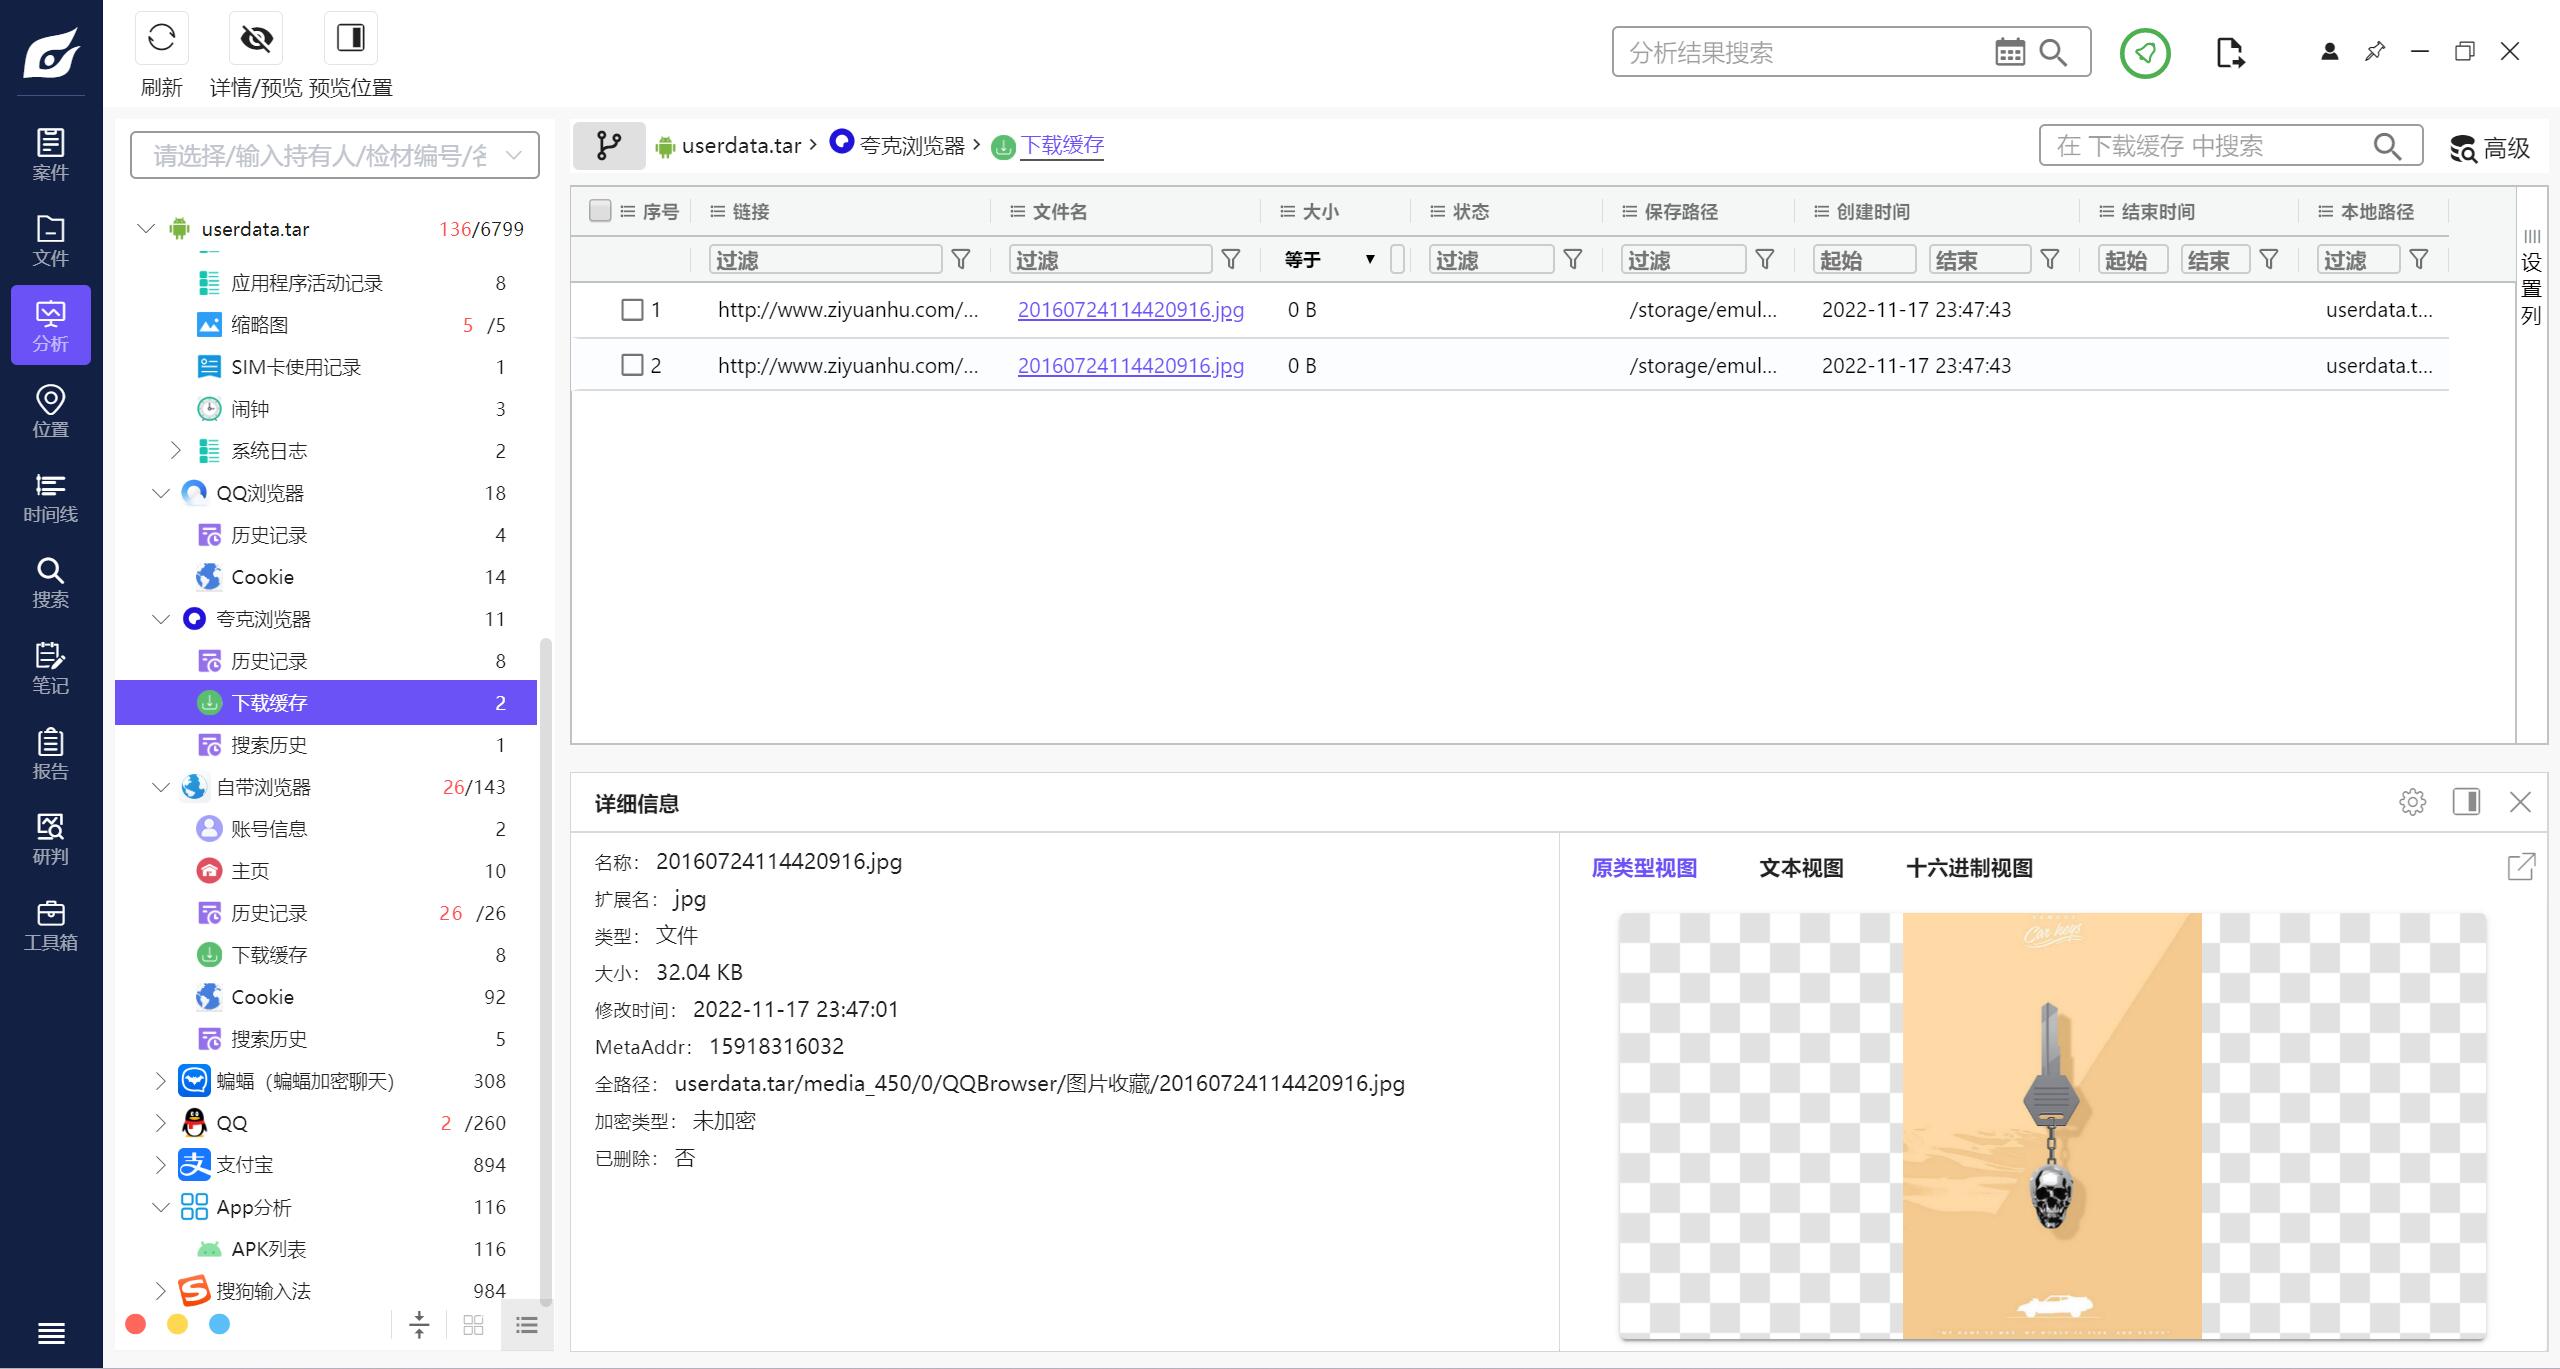 刷新
详情/预览
预览位置
分析结果搜索
案件
文件
分析
位置
时间线
搜索
笔记
报告
研判
工具箱
请选择/输入持有人/检材编号/名
userdata.tar 136/6799
应用程序活动记录 8
缩略图 5 /5
SIM卡使用记录 1
闹钟 3
系统日志 2
QQ浏览器 18
历史记录 4
Cookie 14
夸克浏览器 11
历史记录 8
下载缓存 2
搜索历史 1
自带浏览器 26/143
账号信息 2
主页 10
历史记录 26 /26
下载缓存 8
Cookie 92
搜索历史 5
蝙蝠（蝙蝠加密聊天） 308
QQ 2 /260
支付宝 894
App分析 116
APK列表 116
搜狗输入法 984
userdata.tar › 夸克浏览器 › 下载缓存
在 下载缓存 中搜索
高级
序号 链接 文件名 大小 状态 保存路径 创建时间 结束时间 本地路径
过滤 过滤 等于 过滤 过滤 起始 结束 起始 结束 过滤
设置列
1 http://www.ziyuanhu.com/... 20160724114420916.jpg 0 B /storage/emul... 2022-11-17 23:47:43 userdata.t...
2 http://www.ziyuanhu.com/... 20160724114420916.jpg 0 B /storage/emul... 2022-11-17 23:47:43 userdata.t...
详细信息
名称： 20160724114420916.jpg
扩展名： jpg
类型： 文件
大小： 32.04 KB
修改时间： 2022-11-17 23:47:01
MetaAddr： 15918316032
全路径： userdata.tar/media_450/0/QQBrowser/图片收藏/20160724114420916.jpg
加密类型： 未加密
已删除： 否
原类型视图 文本视图 十六进制视图
Car keys